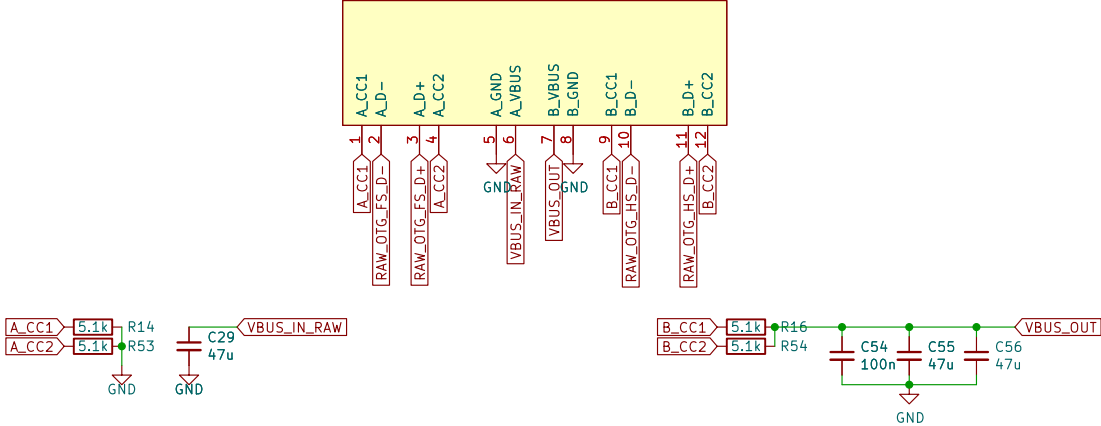 A_CC1
A_D-
A_D+
A_CC2
A_GND
A_VBUS
B_VBUS
B_GND
B_CC1
B_D-
B_D+
B_CC2
1
2
3
4
5
6
7
8
9
10
11
12
A_CC1
RAW_OTG_FS_D-
RAW_OTG_FS_D+
A_CC2
GND
VBUS_IN_RAW
VBUS_OUT
GND
B_CC1
RAW_OTG_HS_D-
RAW_OTG_HS_D+
B_CC2
A_CC1 5.1k R14
A_CC2 5.1k R53
GND
C29
47u
GND
VBUS_IN_RAW
B_CC1 5.1k R16
B_CC2 5.1k R54
VBUS_OUT
C54
100n
C55
47u
C56
47u
GND